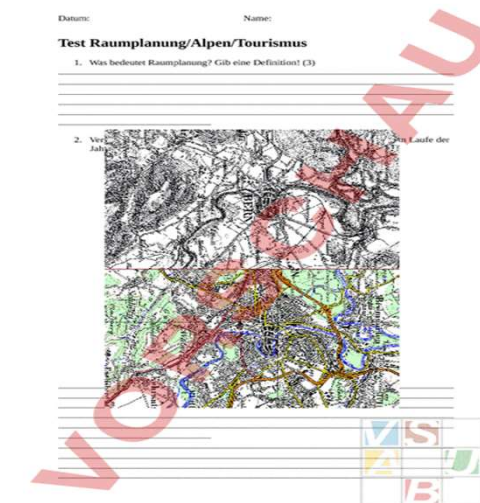 Datum: Name:
Test Raumplanung/Alpen/Tourismus
1. Was bedeutet Raumplanung? Gib eine Definition! (3)
2. Ver Laufe der
Jah
VORSCHAU